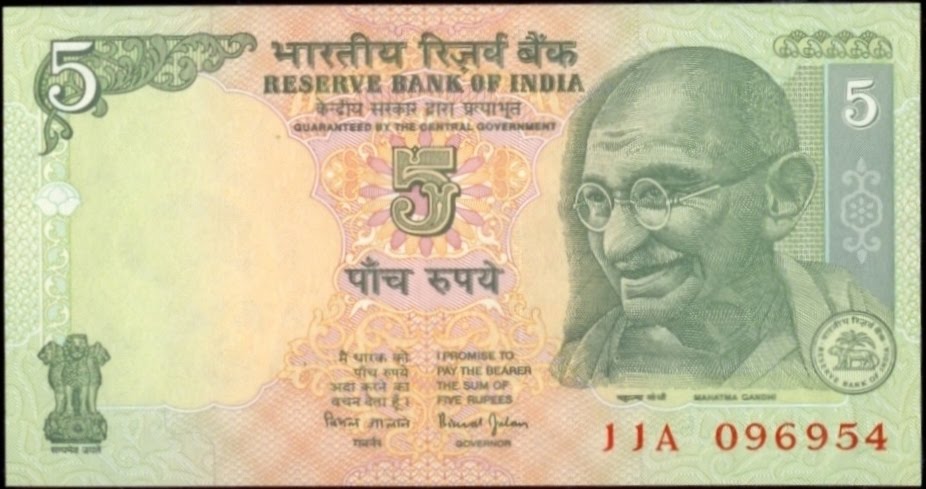 5
भारतीय रिज़र्व बैंक
RESERVE BANK OF INDIA
केन्द्रीय सरकार द्वारा प्रत्याभूत
GUARANTEED BY THE CENTRAL GOVERNMENT
5
5
पाँच रुपये
मैं धारक को
पाँच रुपये
अदा करने का
वचन देता हूँ।
I PROMISE TO
PAY THE BEARER
THE SUM OF
FIVE RUPEES
बिमल जालान
Bimal Jalan
गवर्नर
GOVERNOR
सत्यमेव जयते
महात्मा गांधी
MAHATMA GANDHI
भारतीय रिज़र्व बैंक
RESERVE BANK OF INDIA
JJA 096954